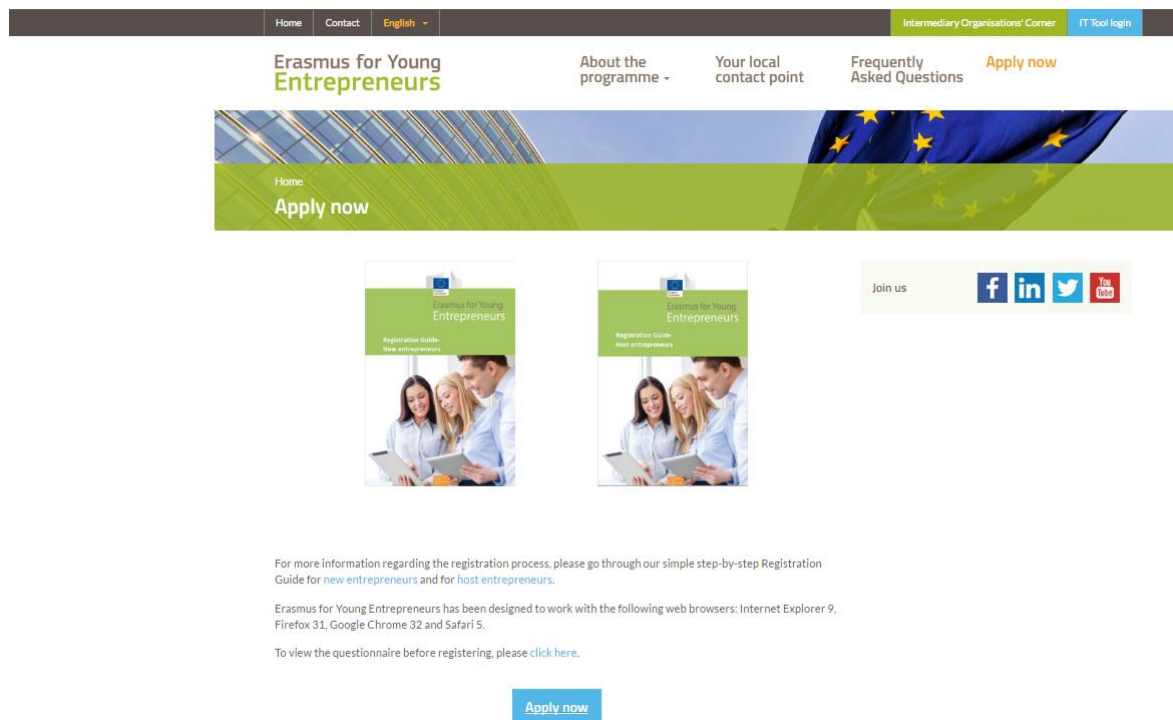 Home Contact English
Intermediary Organisations' Corner IT Tool login
Erasmus for Young
Entrepreneurs
About the
programme
Your local
contact point
Frequently
Asked Questions
Apply now
Home
Apply now
Erasmus for Young
Entrepreneurs
Registration Guide-
New entrepreneurs
Erasmus for Young
Entrepreneurs
Registration Guide-
Host entrepreneurs
Join us
f in You Tube
For more information regarding the registration process, please go through our simple step-by-step Registration
Guide for new entrepreneurs and for host entrepreneurs.
Erasmus for Young Entrepreneurs has been designed to work with the following web browsers: Internet Explorer 9,
Firefox 31, Google Chrome 32 and Safari 5.
To view the questionnaire before registering, please click here.
Apply now